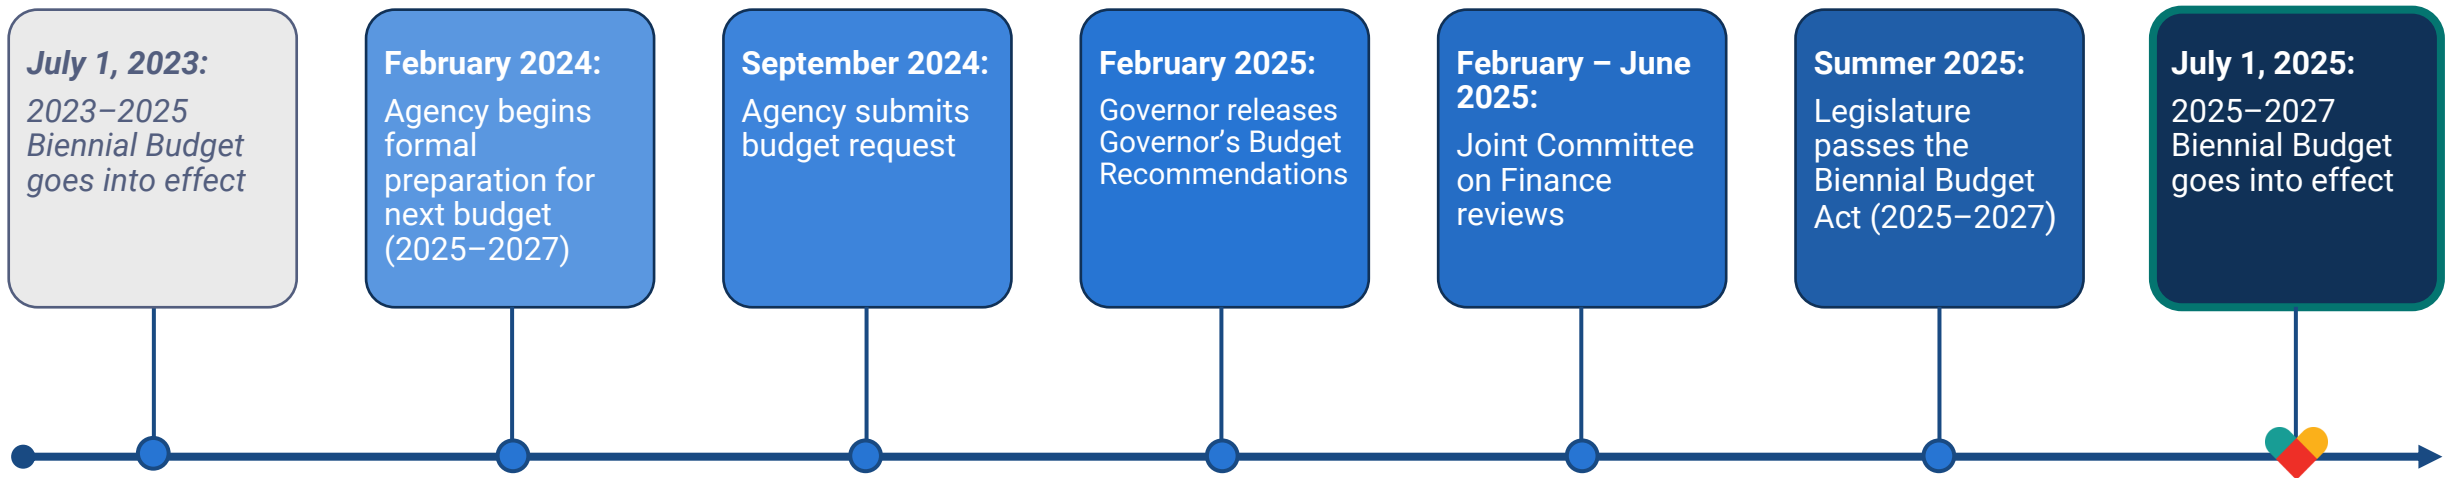 July 1, 2023:
2023–2025
Biennial Budget
goes into effect
February 2024:
Agency begins
formal
preparation for
next budget
(2025–2027)
September 2024:
Agency submits
budget request
February 2025:
Governor releases
Governor’s Budget
Recommendations
February – June
2025:
Joint Committee
on Finance
reviews
Summer 2025:
Legislature
passes the
Biennial Budget
Act (2025–2027)
July 1, 2025:
2025–2027
Biennial Budget
goes into effect